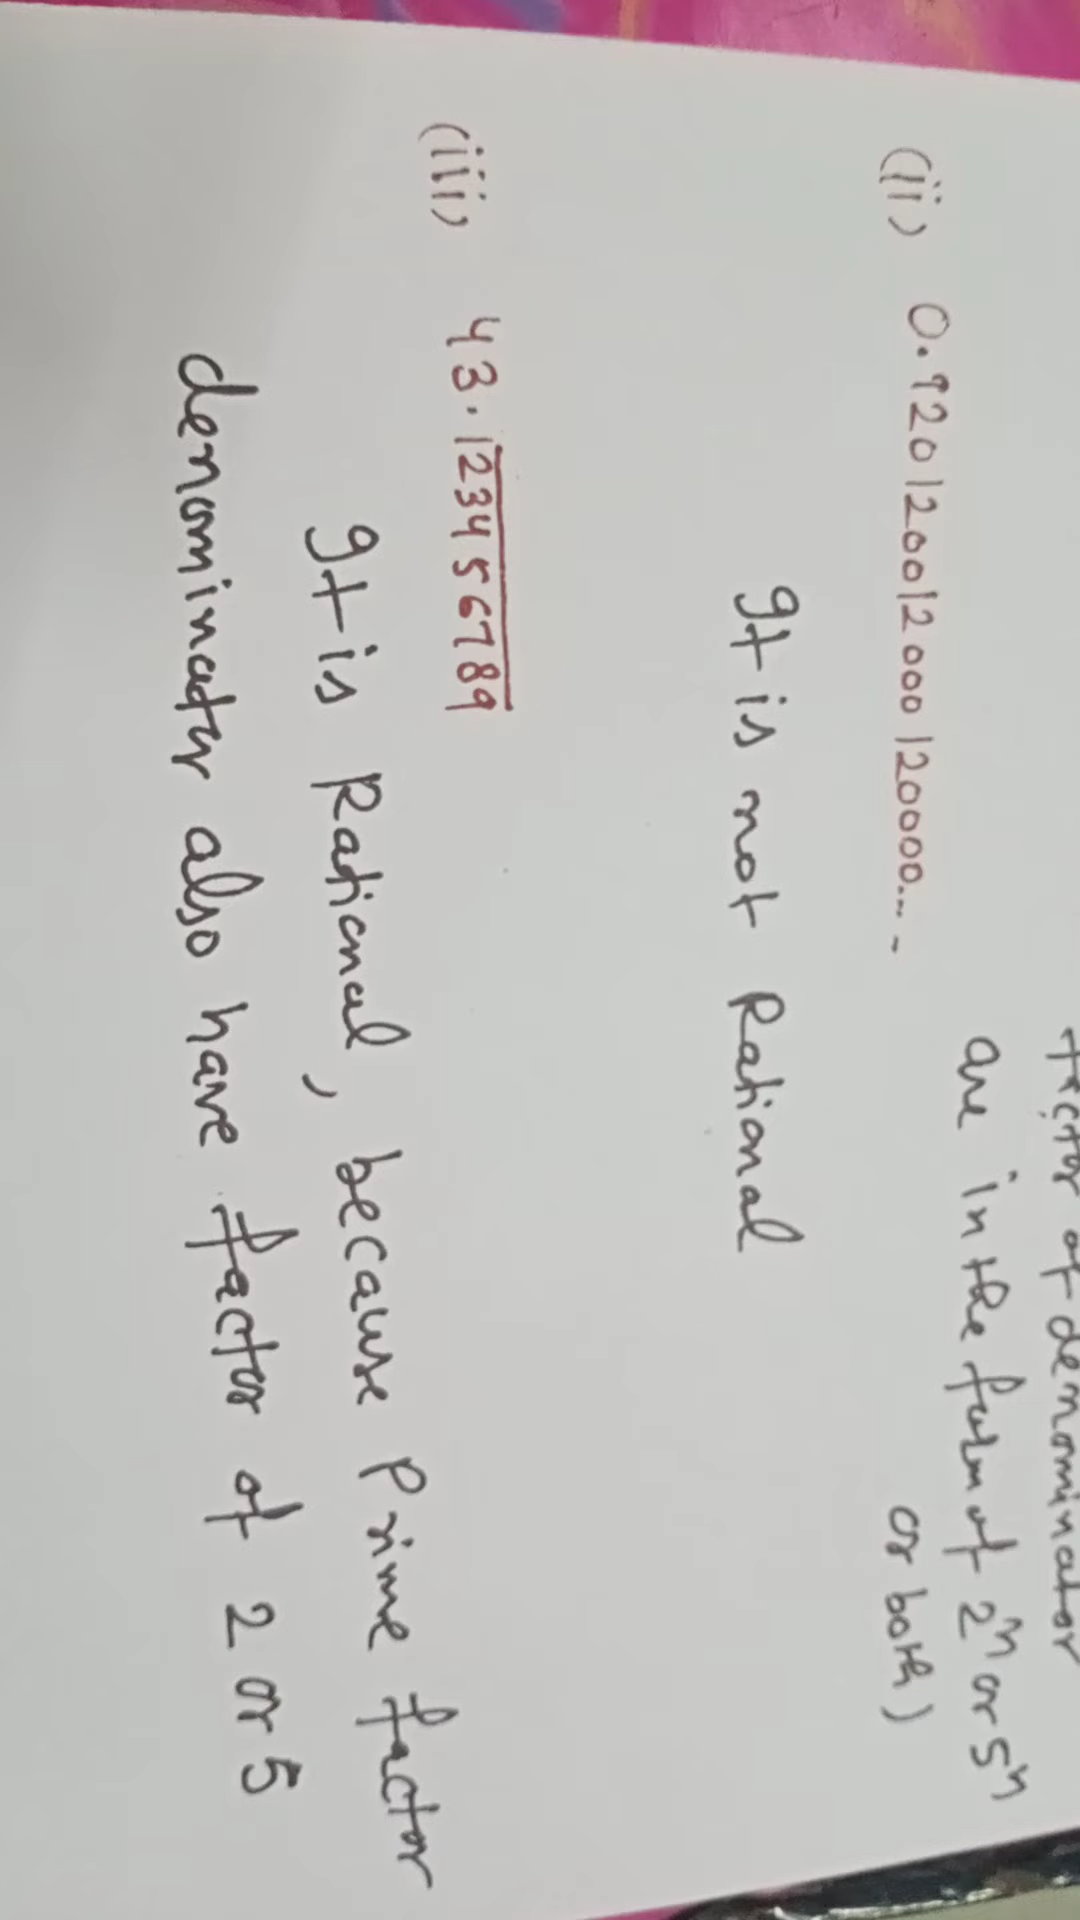 factor of denominator
are in the form of 2ⁿ or 5ⁿ
or both)
(ii) 0.120120012000120000....
It is not Rational
(iii) 43.123456789
It is Rational, because Prime factor
denominator also have factor of 2 or 5